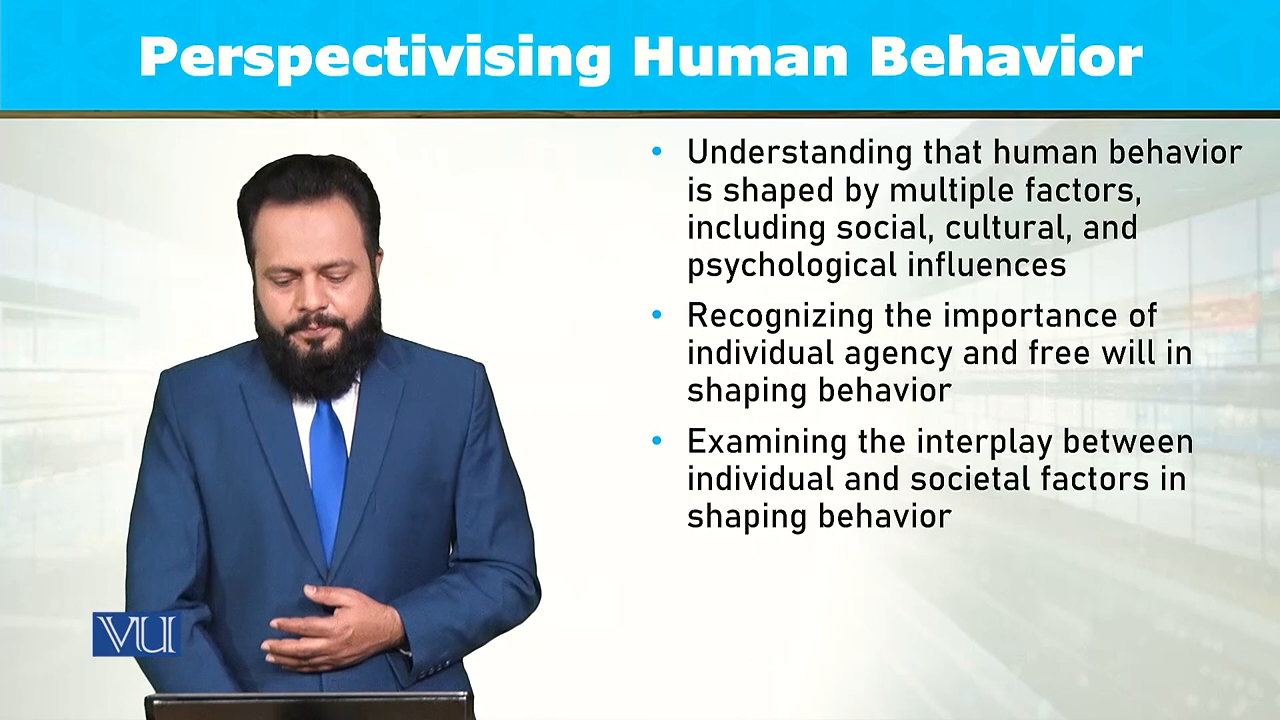 Perspectivising Human Behavior
• Understanding that human behavior
is shaped by multiple factors,
including social, cultural, and
psychological influences
• Recognizing the importance of
individual agency and free will in
shaping behavior
• Examining the interplay between
individual and societal factors in
shaping behavior
VU